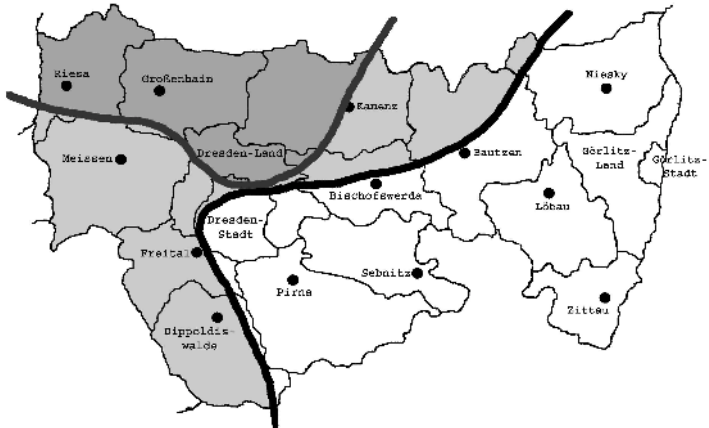 Riesa
Großenhain
Kamenz
Niesky
Meissen
Dresden-Land
Bautzen
Görlitz-
Land
Görlitz-
Stadt
Bischofswerda
Löbau
Dresden-
Stadt
Freital
Sebnitz
Pirna
Zittau
Dippoldis-
walde